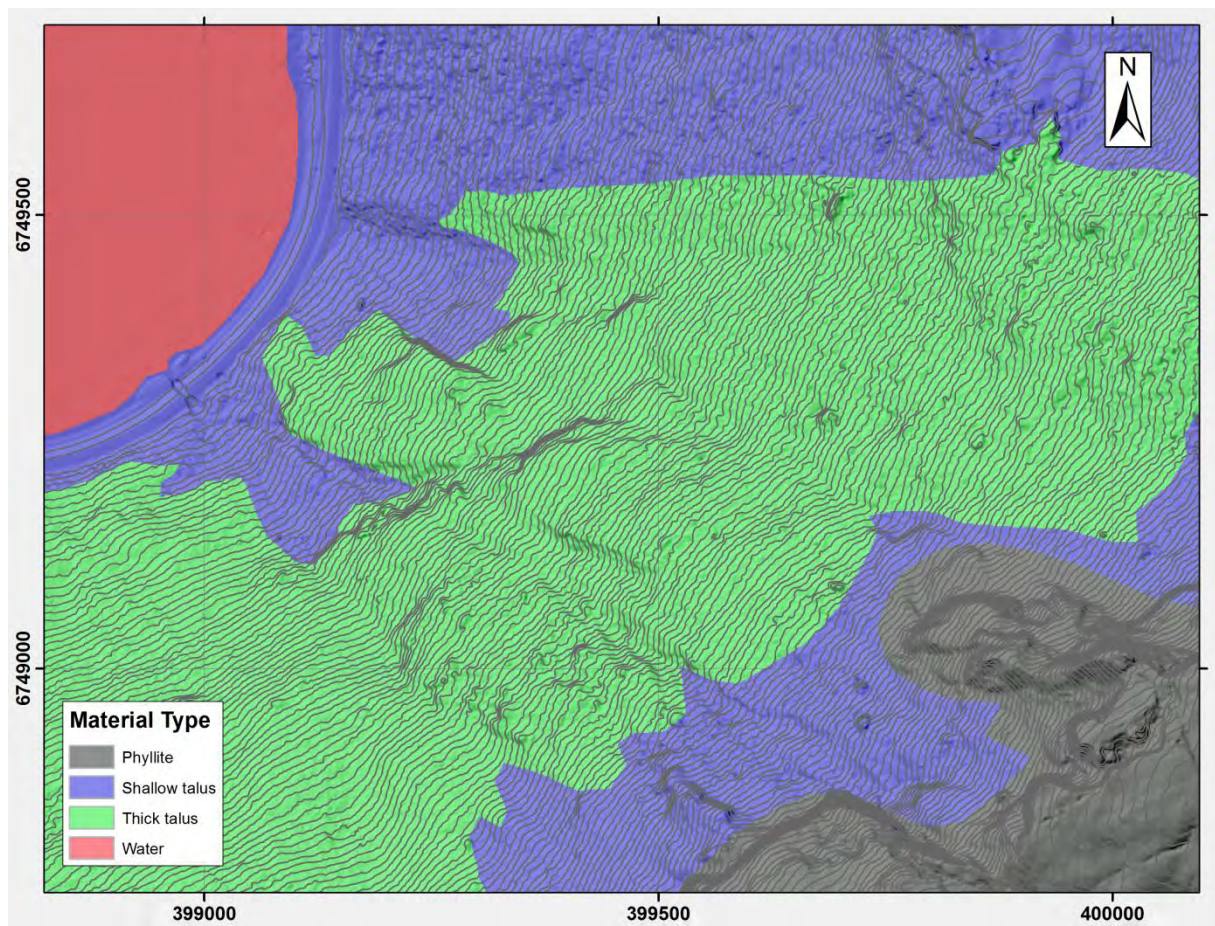 N
6749500
6749000
Material Type
Phyllite
Shallow talus
Thick talus
Water
399000
399500
400000